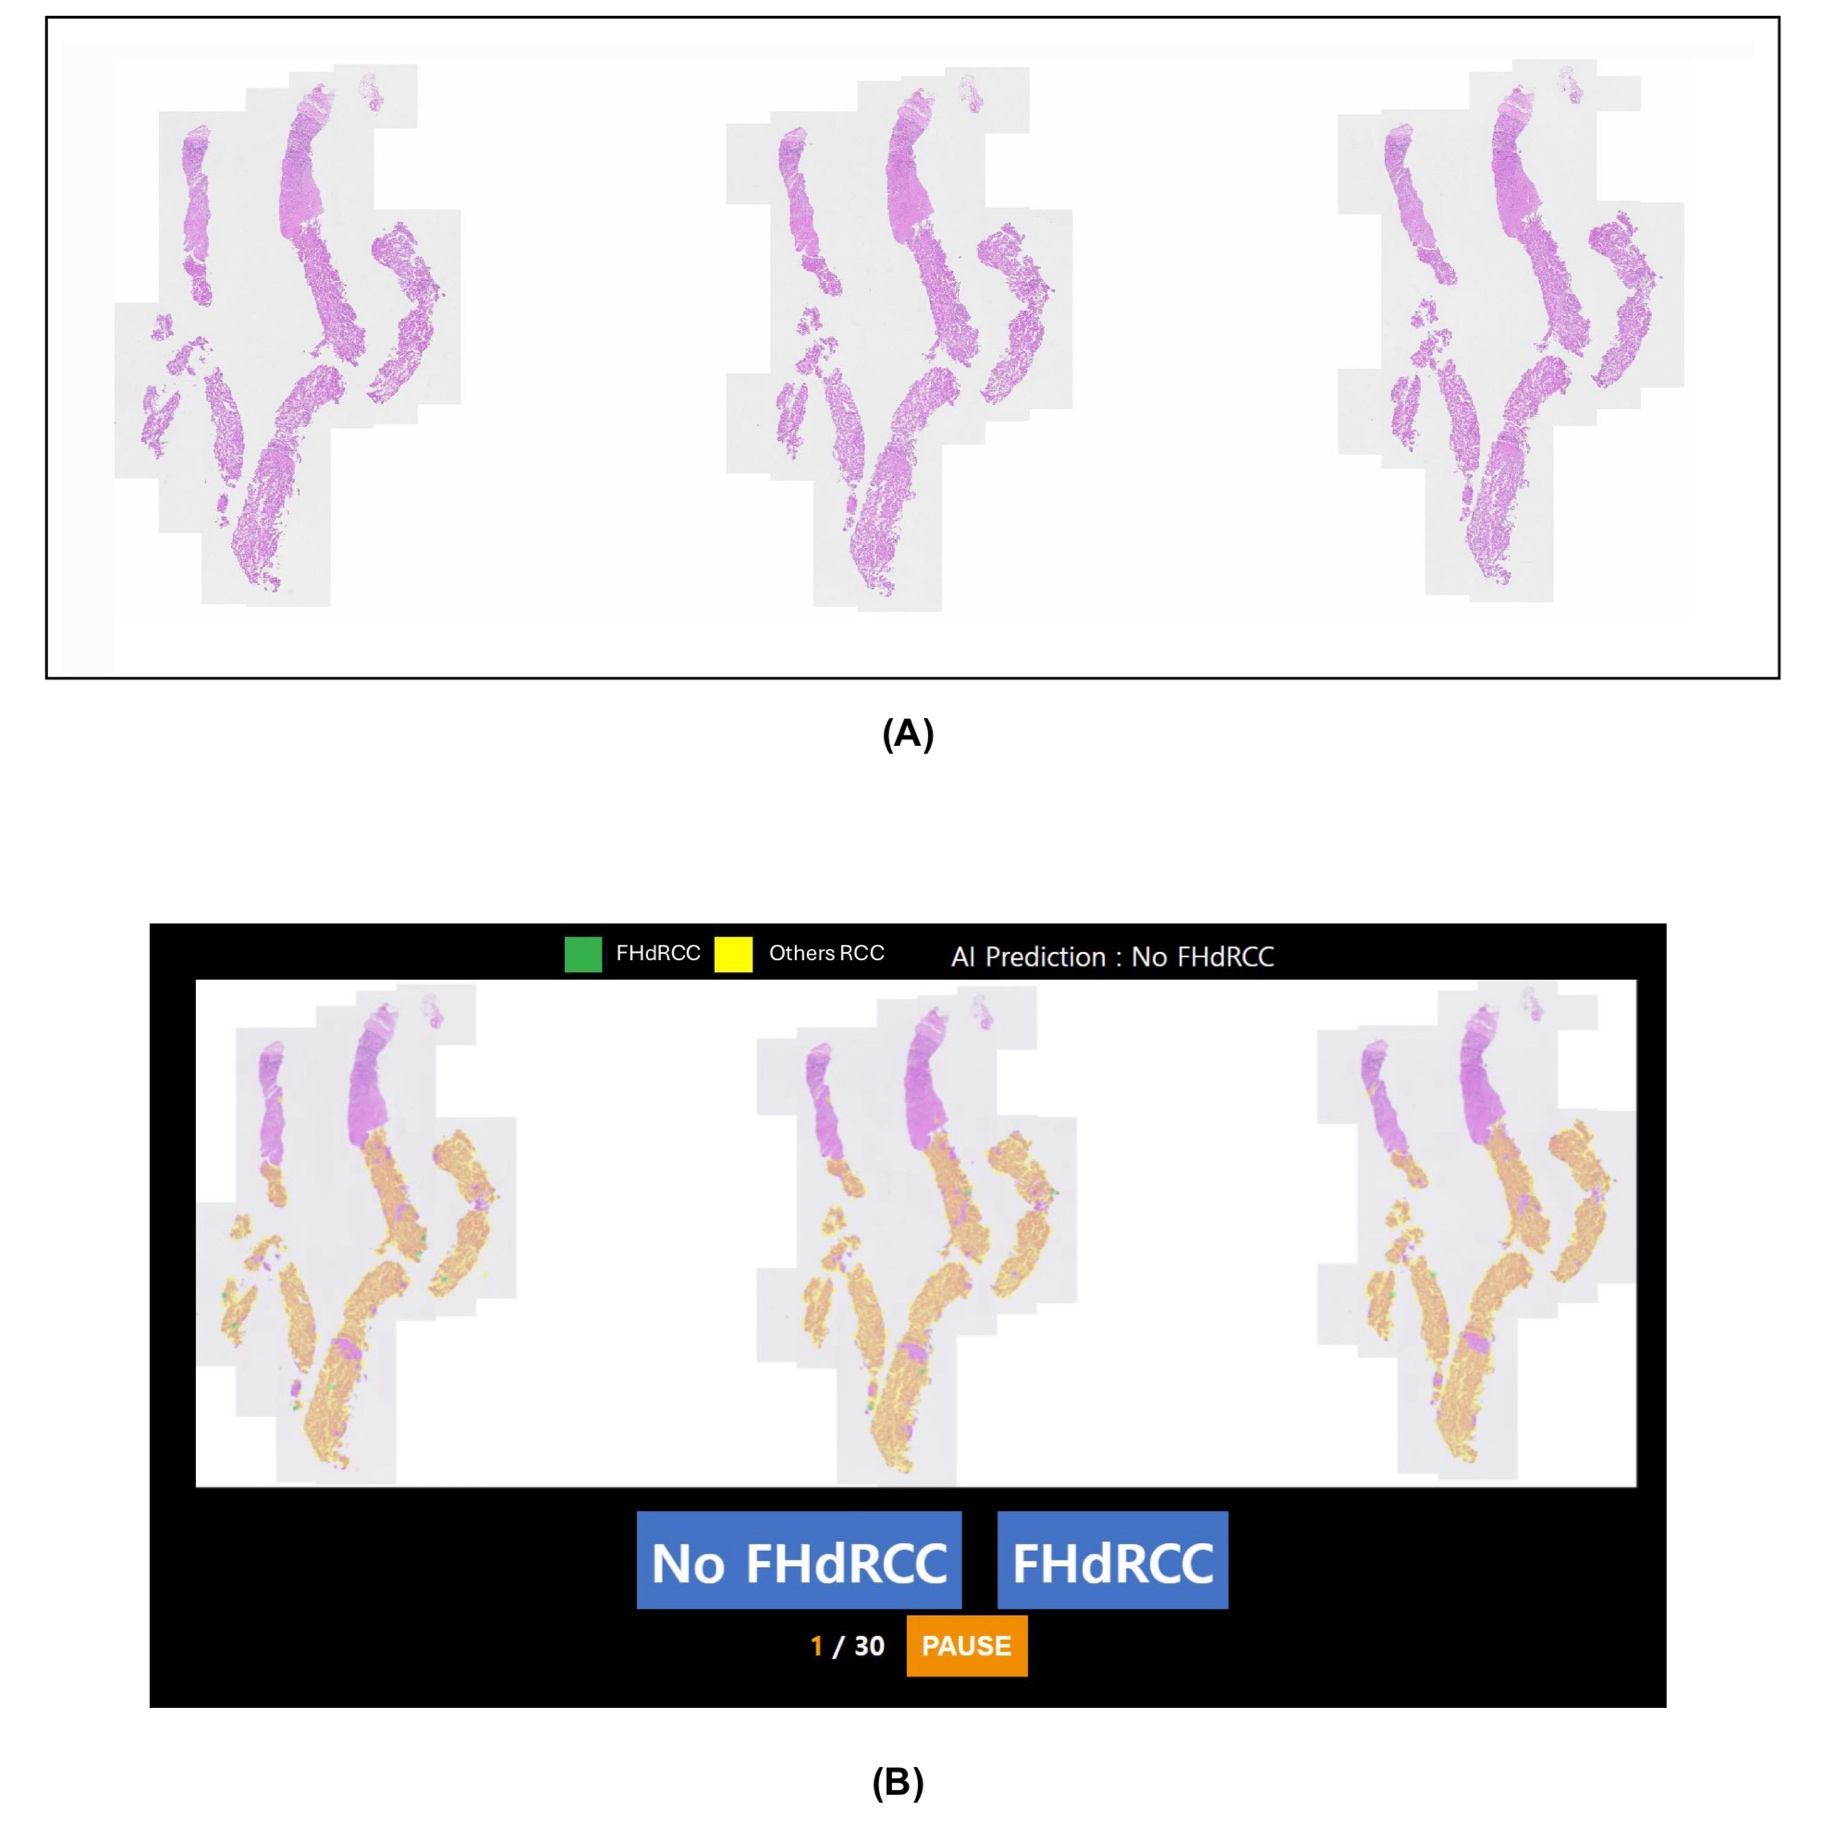 (A)
FHdRCC Others RCC AI Prediction : No FHdRCC
No FHdRCC FHdRCC
1 / 30 PAUSE
(B)